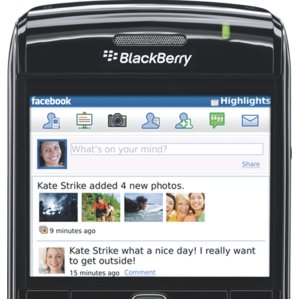 BlackBerry
facebook
Highlights
What's on your mind?
Share
Kate Strike added 4 new photos.
9 minutes ago
Kate Strike what a nice day! I really want
to get outside!
15 minutes ago Comment